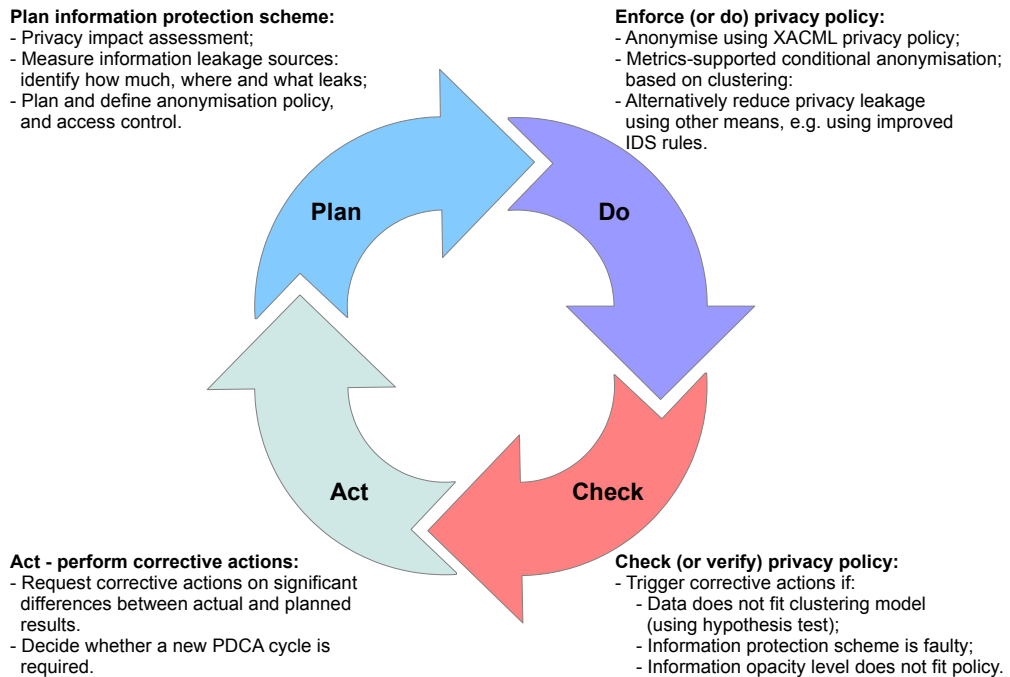 Plan information protection scheme:
- Privacy impact assessment;
- Measure information leakage sources:
identify how much, where and what leaks;
- Plan and define anonymisation policy,
and access control.
Enforce (or do) privacy policy:
- Anonymise using XACML privacy policy;
- Metrics-supported conditional anonymisation;
based on clustering:
- Alternatively reduce privacy leakage
using other means, e.g. using improved
IDS rules.
Plan
Do
Act
Check
Act - perform corrective actions:
- Request corrective actions on significant
differences between actual and planned
results.
- Decide whether a new PDCA cycle is
required.
Check (or verify) privacy policy:
- Trigger corrective actions if:
- Data does not fit clustering model
(using hypothesis test);
- Information protection scheme is faulty;
- Information opacity level does not fit policy.